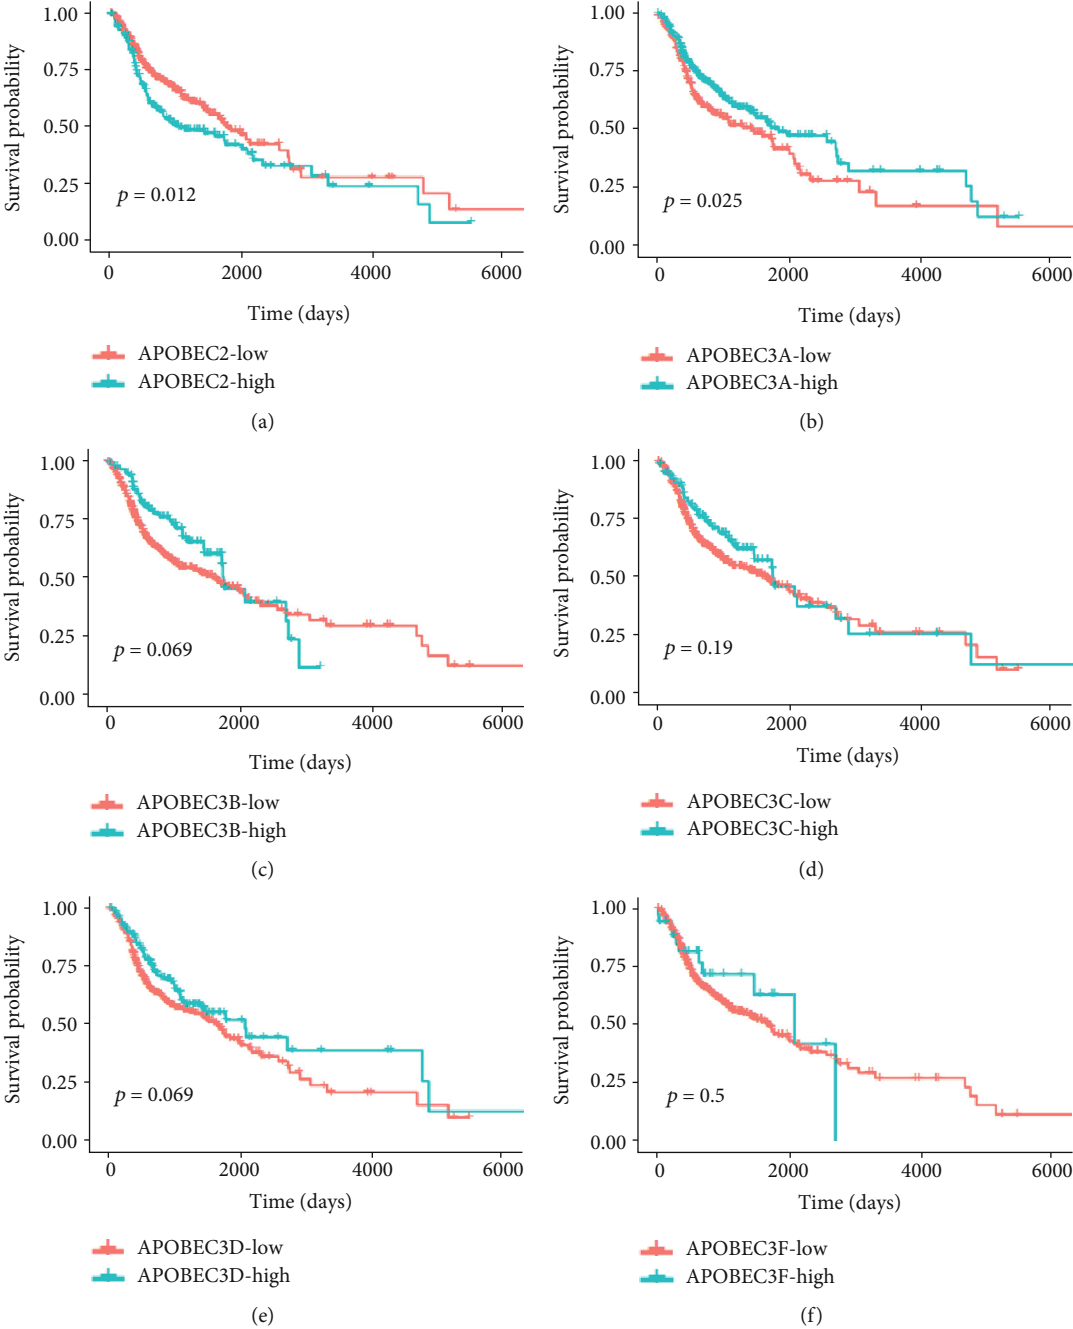 Survival probability
1.00
0.75
0.50
0.25
0.00
p = 0.012
0 2000 4000 6000
Time (days)
APOBEC2-low
APOBEC2-high
(a)
Survival probability
1.00
0.75
0.50
0.25
0.00
p = 0.025
0 2000 4000 6000
Time (days)
APOBEC3A-low
APOBEC3A-high
(b)
Survival probability
1.00
0.75
0.50
0.25
0.00
p = 0.069
0 2000 4000 6000
Time (days)
APOBEC3B-low
APOBEC3B-high
(c)
Survival probability
1.00
0.75
0.50
0.25
0.00
p = 0.19
0 2000 4000 6000
Time (days)
APOBEC3C-low
APOBEC3C-high
(d)
Survival probability
1.00
0.75
0.50
0.25
0.00
p = 0.069
0 2000 4000 6000
Time (days)
APOBEC3D-low
APOBEC3D-high
(e)
Survival probability
1.00
0.75
0.50
0.25
0.00
p = 0.5
0 2000 4000 6000
Time (days)
APOBEC3F-low
APOBEC3F-high
(f)